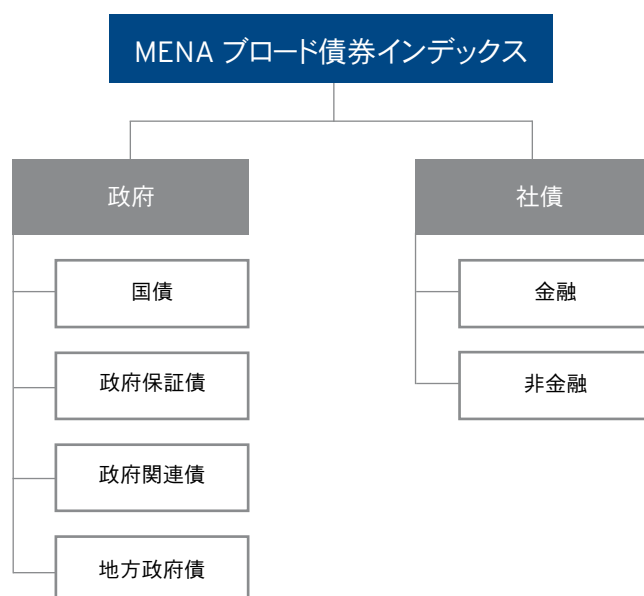 MENA ブロード債券インデックス
政府
国債
政府保証債
政府関連債
地方政府債
社債
金融
非金融